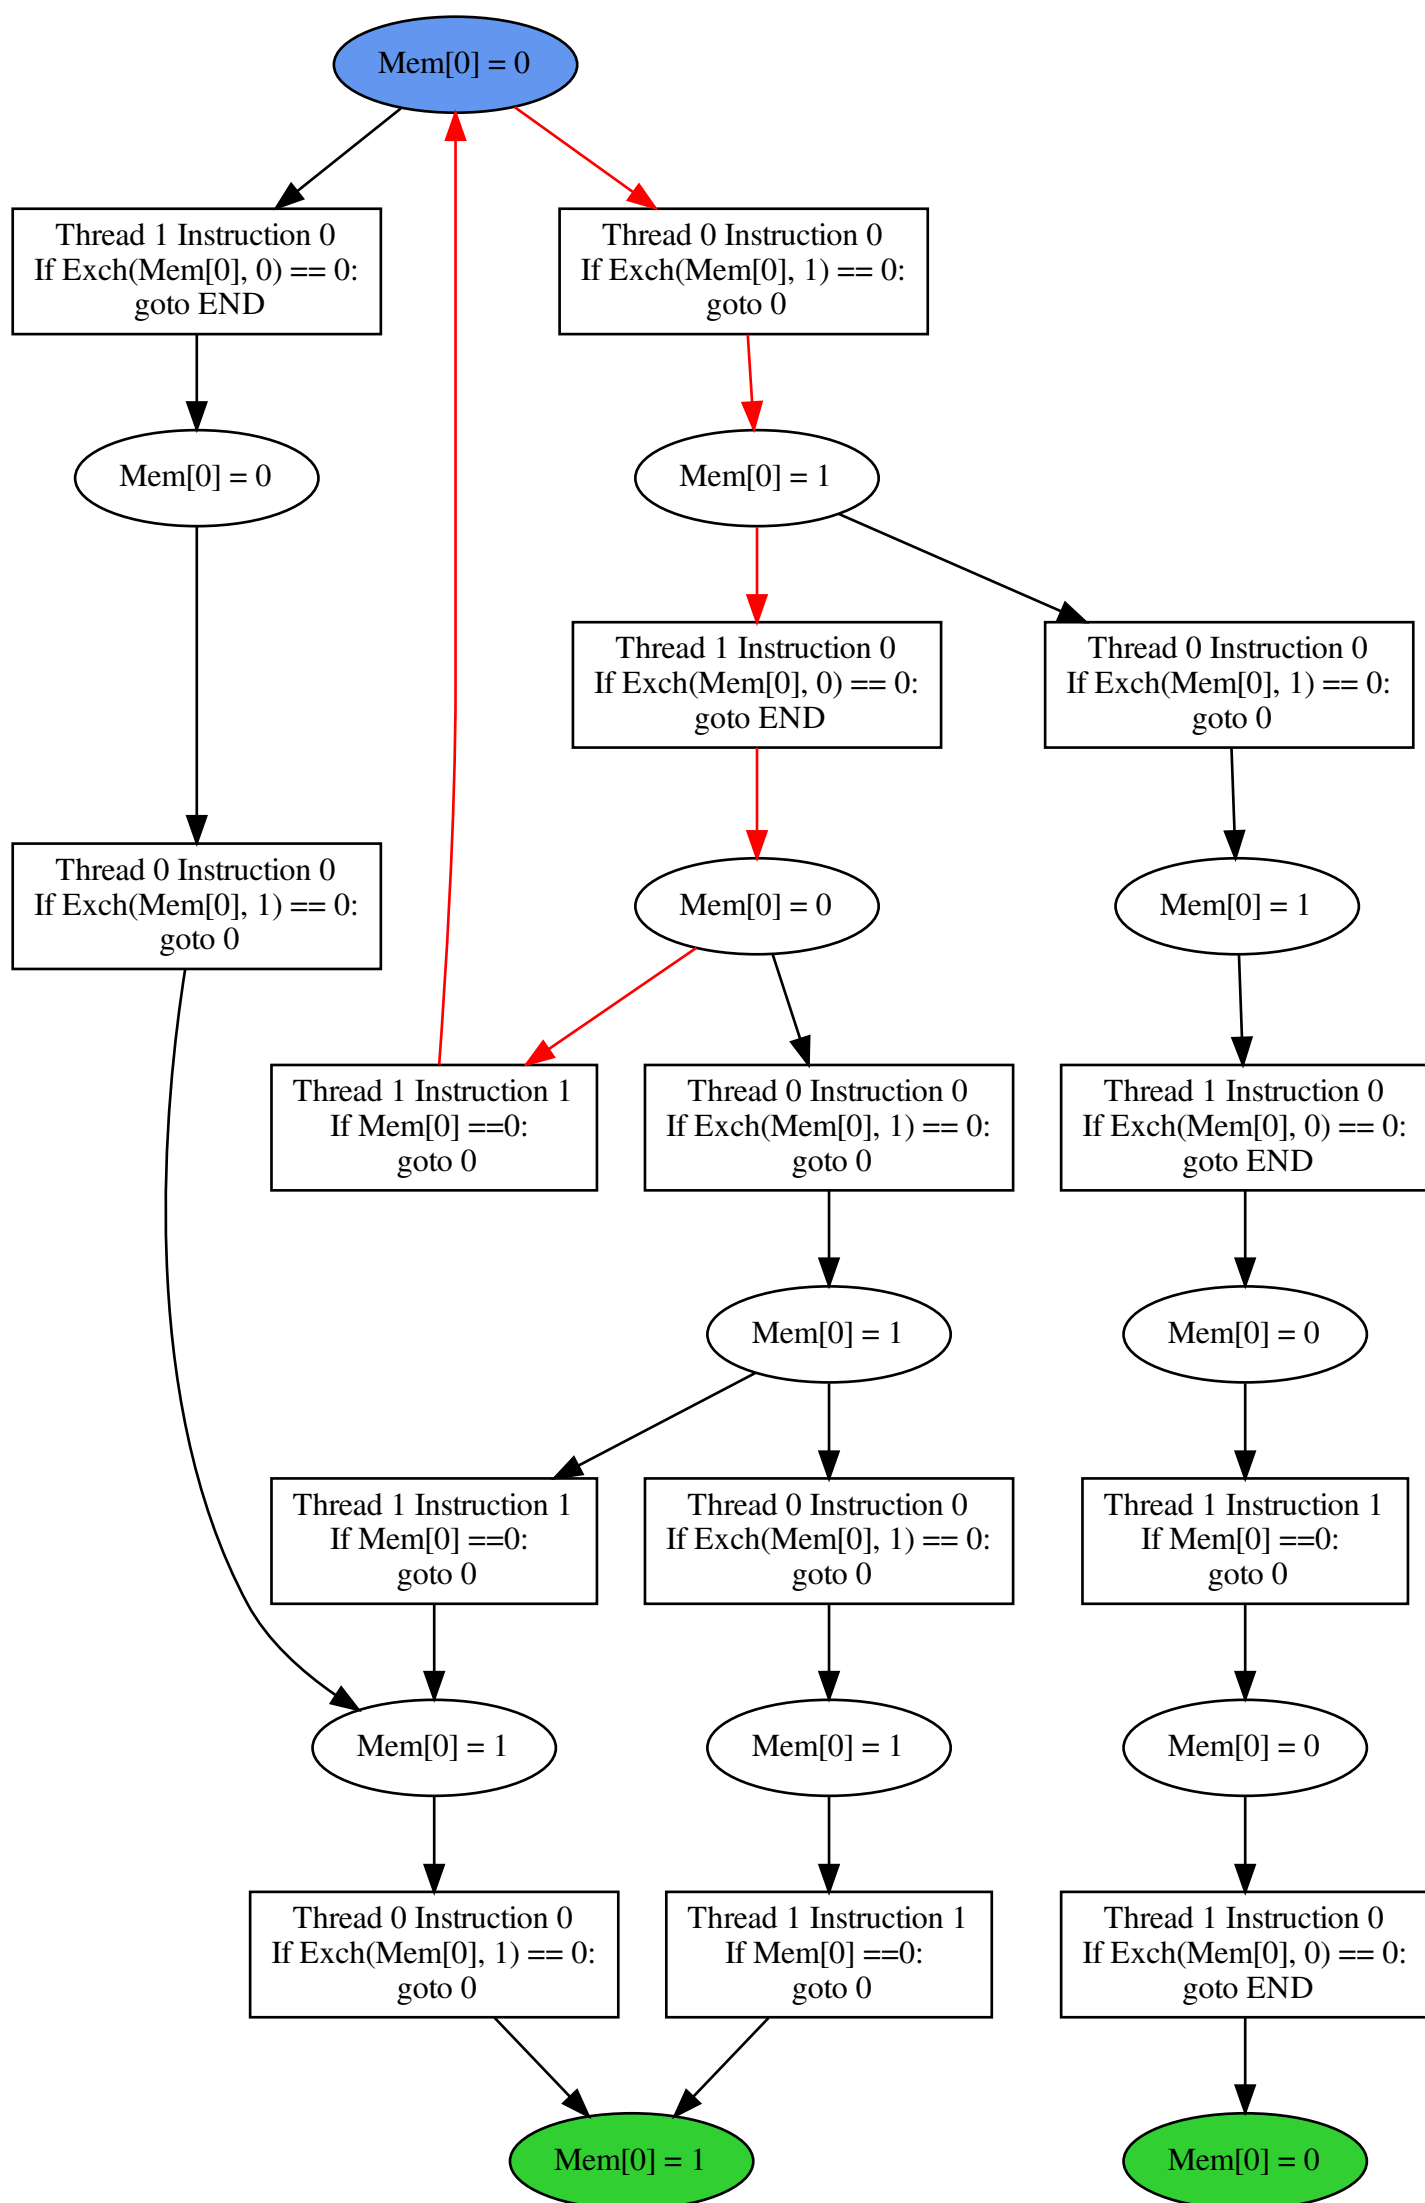 Mem[0] = 0
Thread 1 Instruction 0
If Exch(Mem[0], 0) == 0:
goto END
Thread 0 Instruction 0
If Exch(Mem[0], 1) == 0:
goto 0
Mem[0] = 0
Mem[0] = 1
Thread 1 Instruction 0
If Exch(Mem[0], 0) == 0:
goto END
Thread 0 Instruction 0
If Exch(Mem[0], 1) == 0:
goto 0
Thread 0 Instruction 0
If Exch(Mem[0], 1) == 0:
goto 0
Mem[0] = 0
Mem[0] = 1
Thread 1 Instruction 1
If Mem[0] ==0:
goto 0
Thread 0 Instruction 0
If Exch(Mem[0], 1) == 0:
goto 0
Thread 1 Instruction 0
If Exch(Mem[0], 0) == 0:
goto END
Mem[0] = 1
Mem[0] = 0
Thread 1 Instruction 1
If Mem[0] ==0:
goto 0
Thread 0 Instruction 0
If Exch(Mem[0], 1) == 0:
goto 0
Thread 1 Instruction 1
If Mem[0] ==0:
goto 0
Mem[0] = 1
Mem[0] = 1
Mem[0] = 0
Thread 0 Instruction 0
If Exch(Mem[0], 1) == 0:
goto 0
Thread 1 Instruction 1
If Mem[0] ==0:
goto 0
Thread 1 Instruction 0
If Exch(Mem[0], 0) == 0:
goto END
Mem[0] = 1
Mem[0] = 0